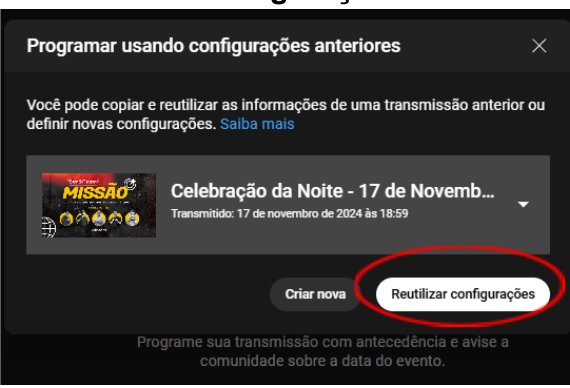 Programar usando configurações anteriores
Você pode copiar e reutilizar as informações de uma transmissão anterior ou
definir novas configurações. Saiba mais
MISSÃO
Celebração da Noite - 17 de Novemb...
Transmitido: 17 de novembro de 2024 às 18:59
Criar nova
Reutilizar configurações
Programe sua transmissão com antecedência e avise a
comunidade sobre a data do evento.